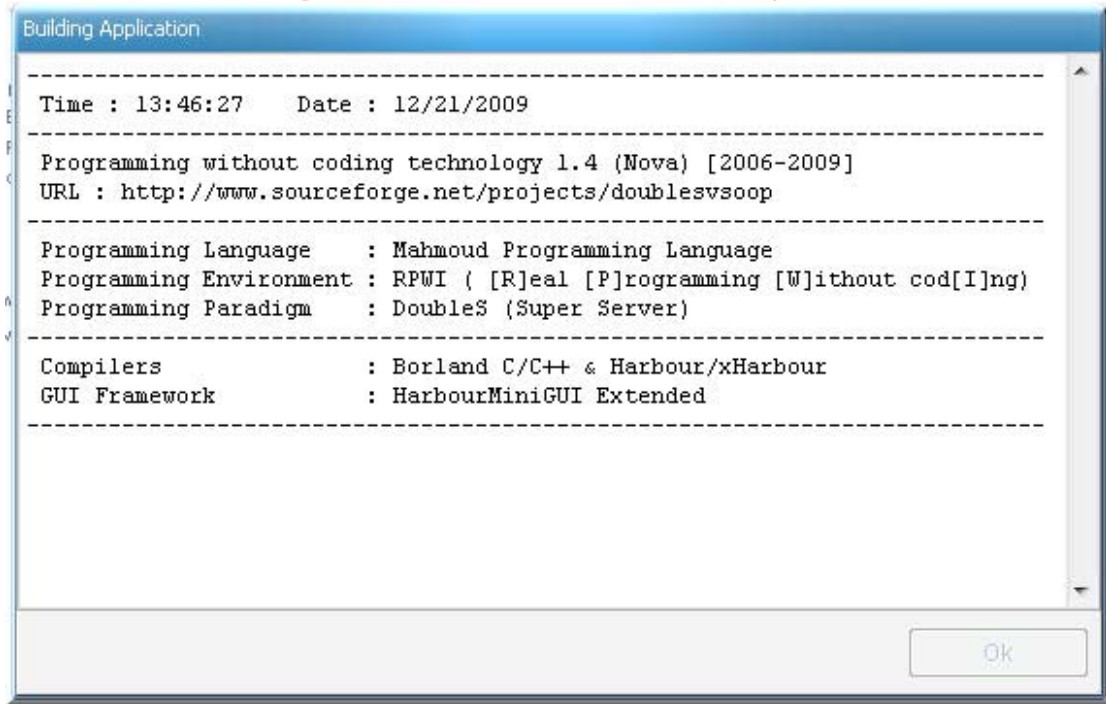 Building Application
--------------------------------------------------------------------------
Time : 13:46:27    Date : 12/21/2009
--------------------------------------------------------------------------
Programming without coding technology 1.4 (Nova) [2006-2009]
URL : http://www.sourceforge.net/projects/doublesvsoop
--------------------------------------------------------------------------
Programming Language    : Mahmoud Programming Language
Programming Environment : RPWI ( [R]eal [P]rogramming [W]ithout cod[I]ng)
Programming Paradigm    : DoubleS (Super Server)
--------------------------------------------------------------------------
Compilers               : Borland C/C++ & Harbour/xHarbour
GUI Framework           : HarbourMiniGUI Extended
--------------------------------------------------------------------------
Ok